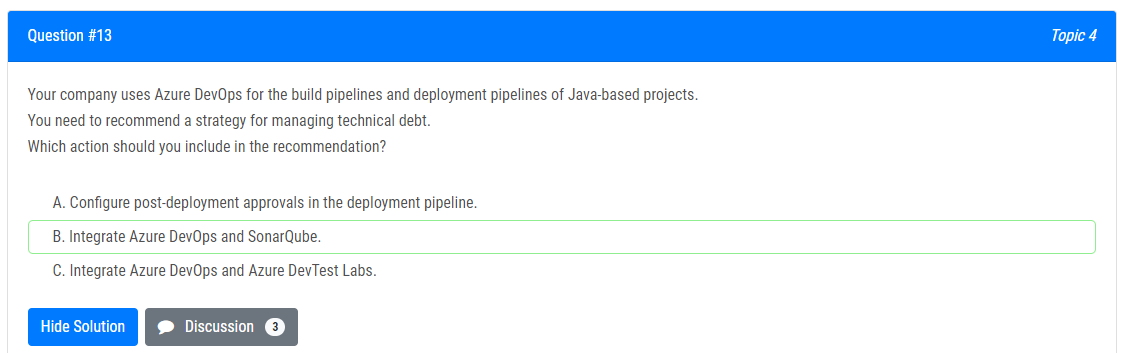 Question #13
Topic 4
Your company uses Azure DevOps for the build pipelines and deployment pipelines of Java-based projects.
You need to recommend a strategy for managing technical debt.
Which action should you include in the recommendation?
A. Configure post-deployment approvals in the deployment pipeline.
B. Integrate Azure DevOps and SonarQube.
C. Integrate Azure DevOps and Azure DevTest Labs.
Hide Solution
Discussion 3